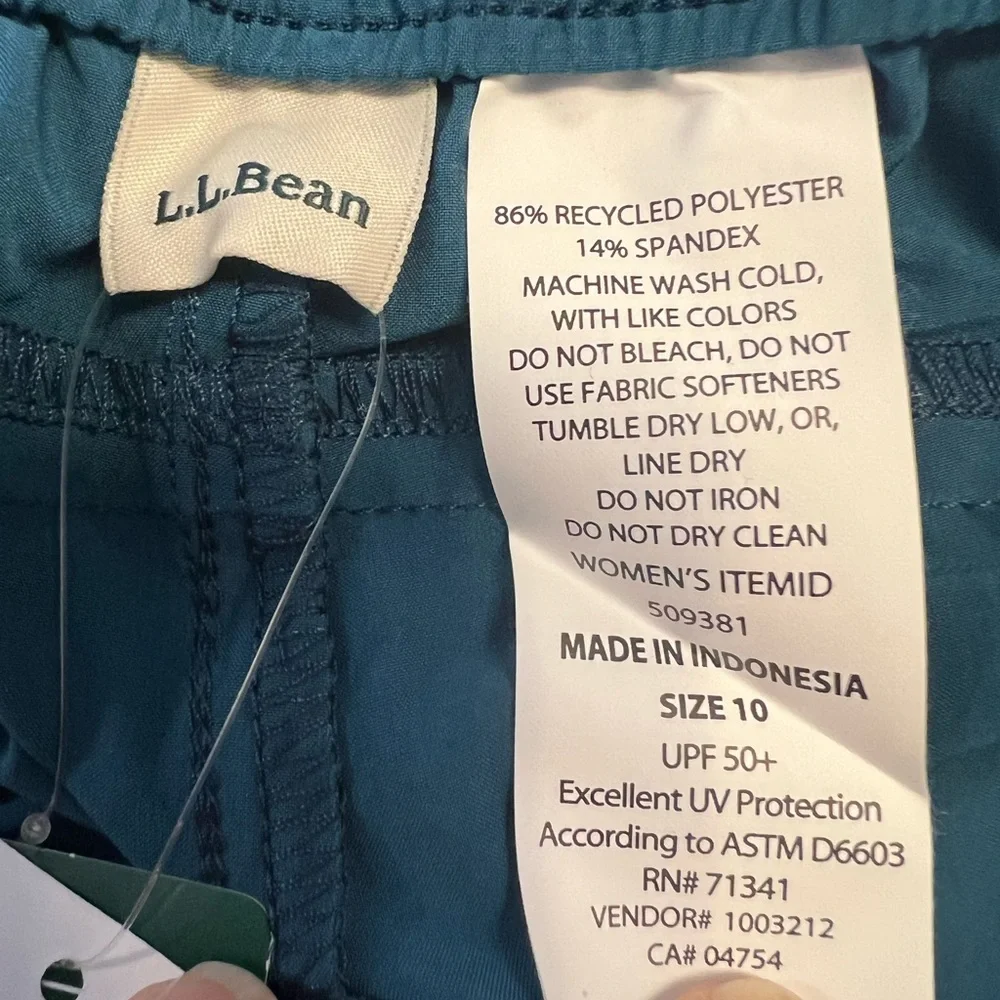 L.L.Bean
86% RECYCLED POLYESTER
14% SPANDEX
MACHINE WASH COLD,
WITH LIKE COLORS
DO NOT BLEACH, DO NOT
USE FABRIC SOFTENERS
TUMBLE DRY LOW, OR,
LINE DRY
DO NOT IRON
DO NOT DRY CLEAN
WOMEN'S ITEMID
509381
MADE IN INDONESIA
SIZE 10
UPF 50+
Excellent UV Protection
According to ASTM D6603
RN# 71341
VENDOR# 1003212
CA# 04754